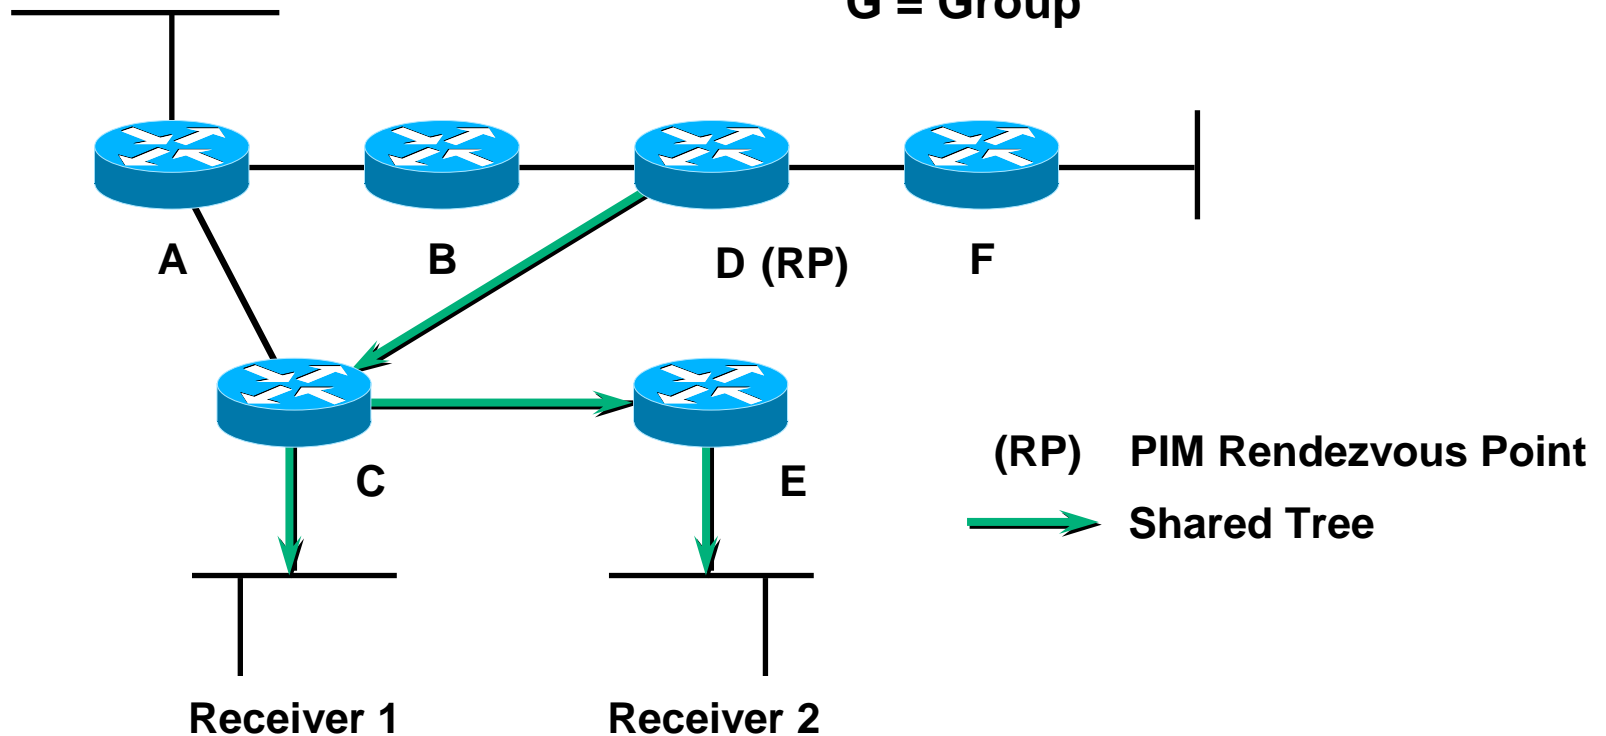 G = Group
A
B
D (RP)
F
C
E
(RP) PIM Rendezvous Point
Shared Tree
Receiver 1
Receiver 2